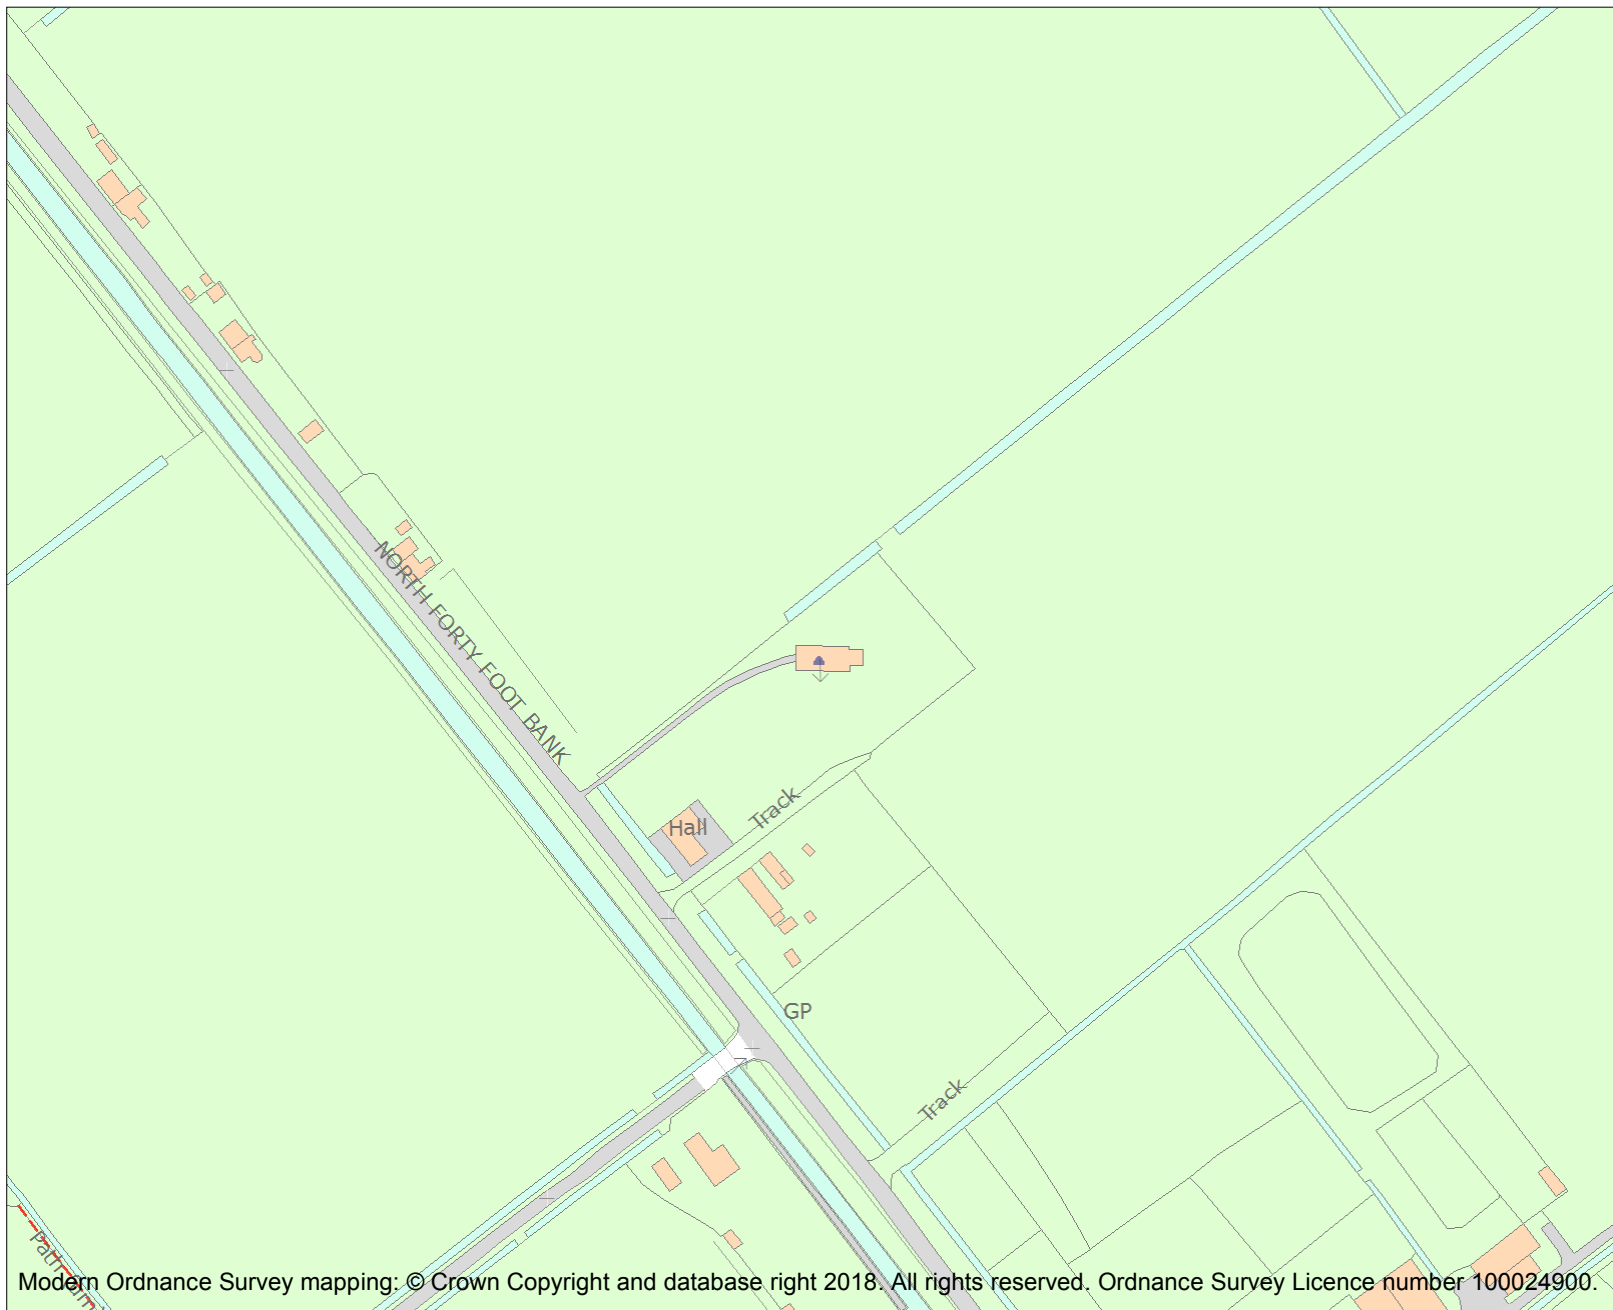 NORTH FORTY FOOT BANK
Track
Hall
GP
Track
Path
Modern Ordnance Survey mapping: © Crown Copyright and database right 2018. All rights reserved. Ordnance Survey Licence number 100024900.